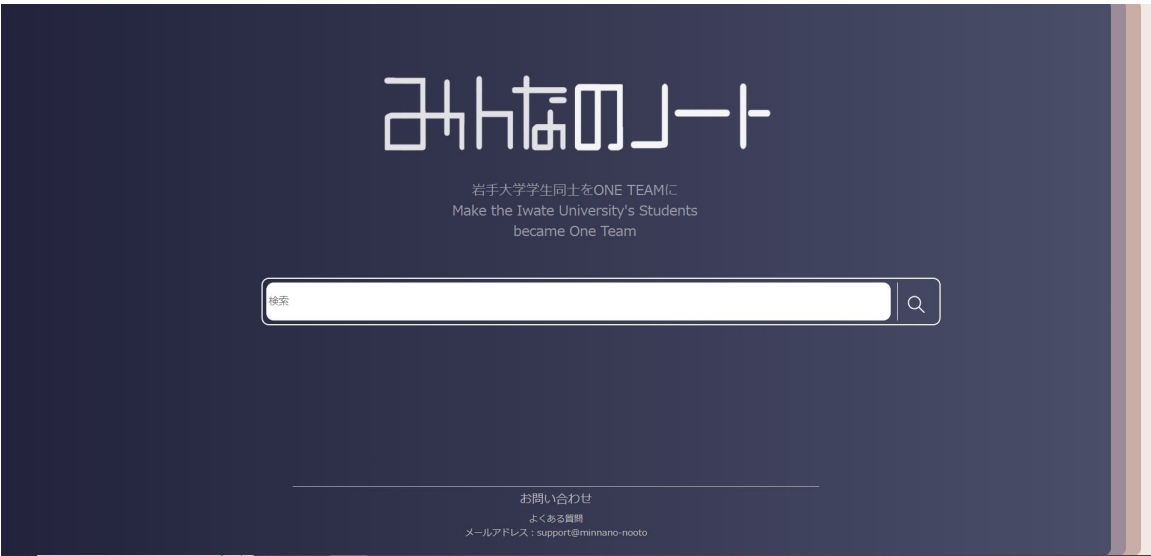 みんなのノート
岩手大学学生同士をONE TEAMに
Make the Iwate University's Students
became One Team
検索
お問い合わせ
よくある質問
メールアドレス：support@minnano-nooto